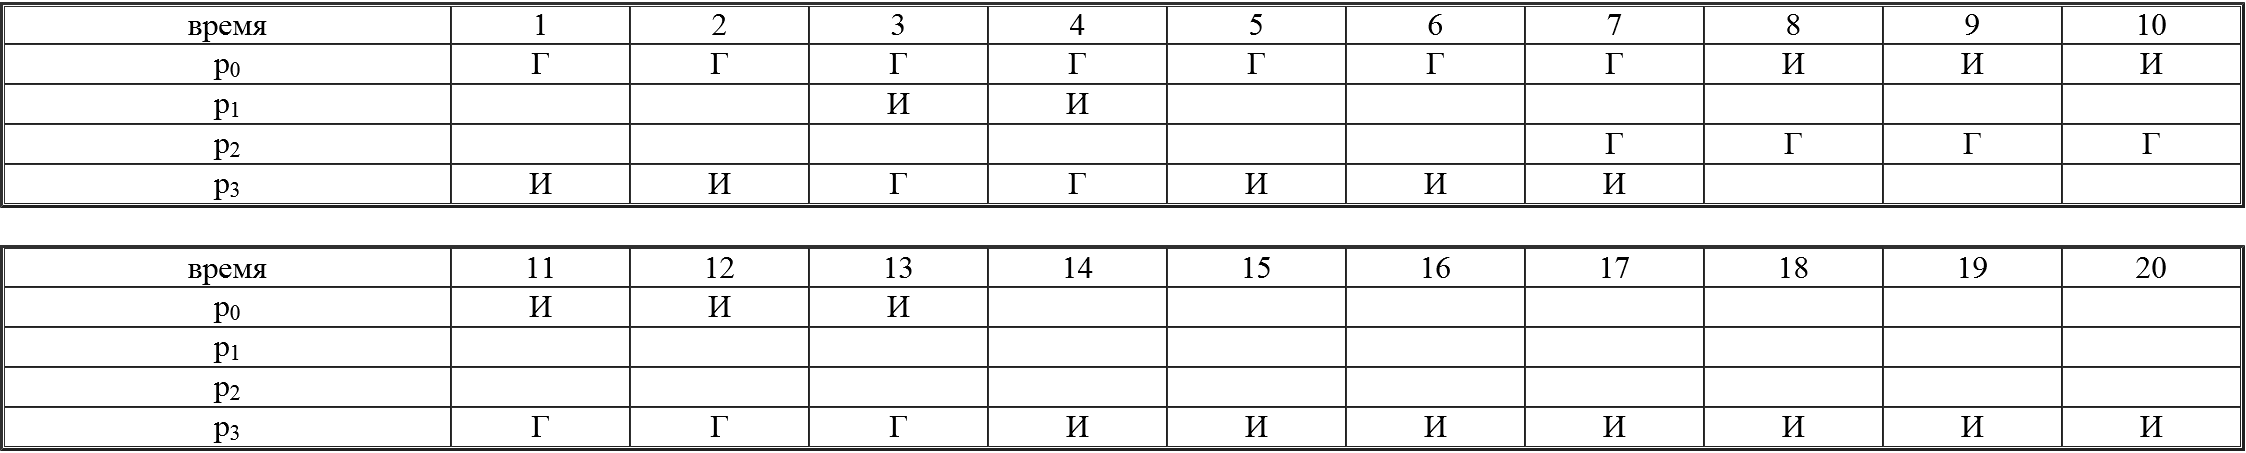 время 1 2 3 4 5 6 7 8 9 10
p₀ Г Г Г Г Г Г Г И И И
p₁ И И
p₂ Г Г Г Г
p₃ И И Г Г И И И
время 11 12 13 14 15 16 17 18 19 20
p₀ И И И
p₁
p₂
p₃ Г Г Г И И И И И И И